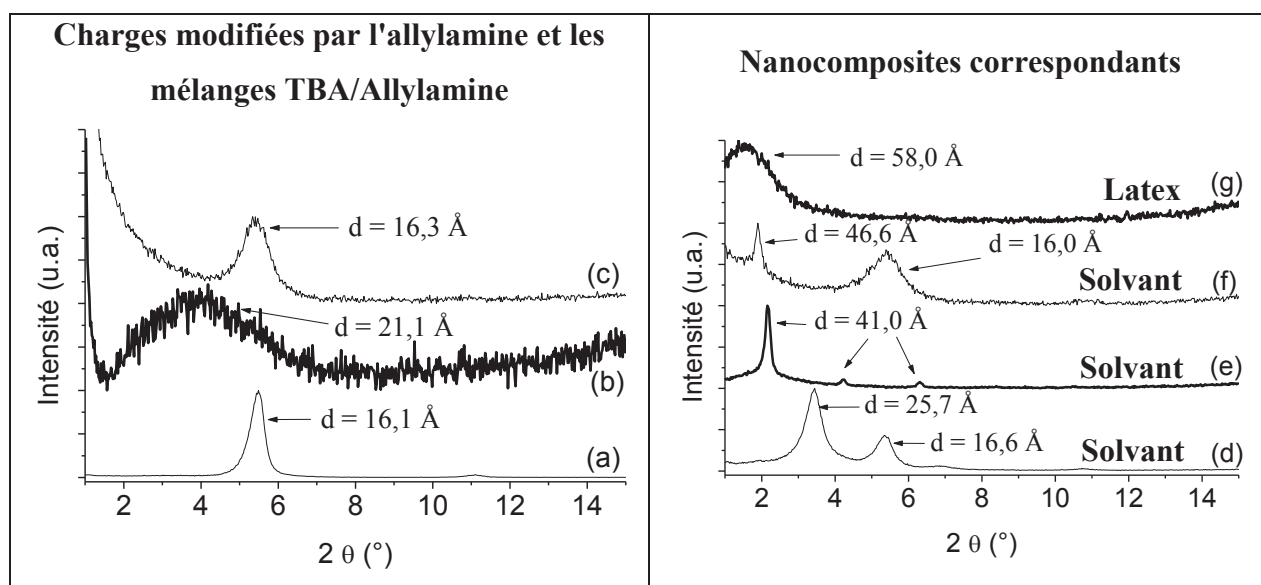 Charges modifiées par l'allylamine et les
mélanges TBA/Allylamine
Intensité (u.a.)
d = 16,3 Å
(c)
d = 21,1 Å
(b)
d = 16,1 Å
(a)
2 4 6 8 10 12 14
2 θ (°)
Nanocomposites correspondants
Intensité (u.a.)
d = 58,0 Å
Latex (g)
d = 46,6 Å
d = 16,0 Å
Solvant (f)
d = 41,0 Å
Solvant (e)
d = 25,7 Å
d = 16,6 Å
Solvant (d)
2 4 6 8 10 12 14
2 θ (°)